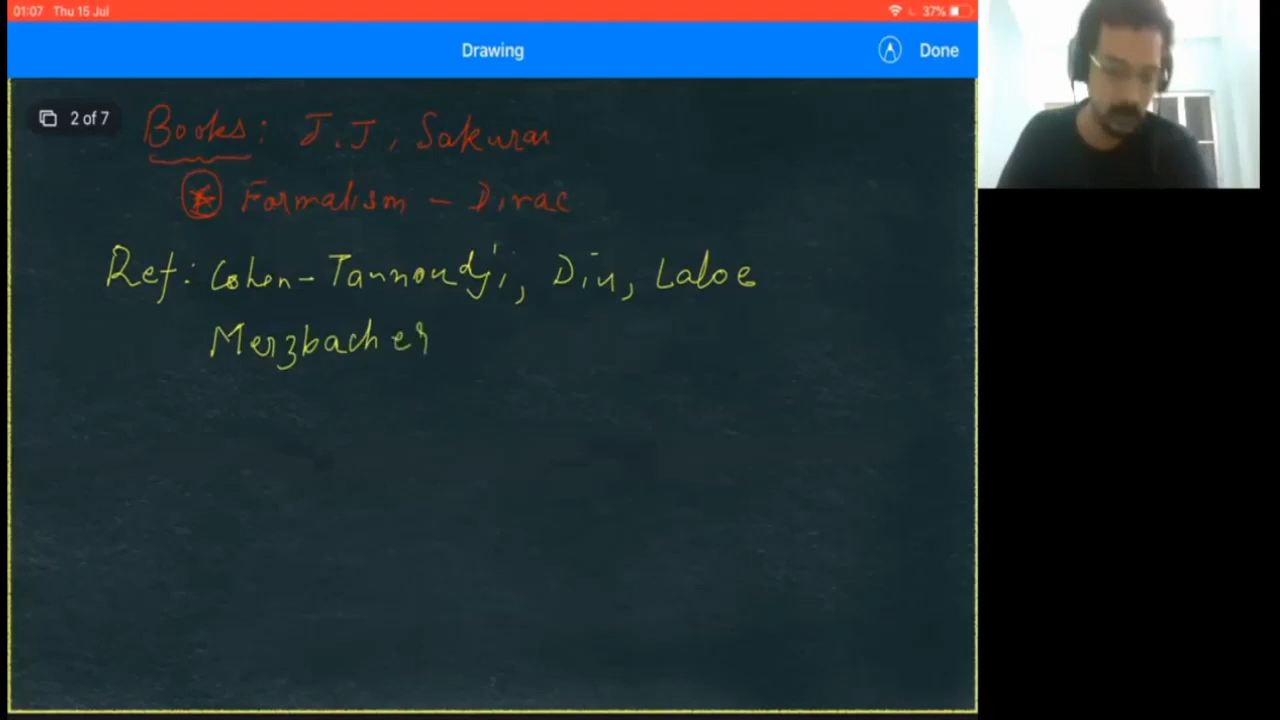 01:07 Thu 15 Jul 37%
Drawing Done
2 of 7
Books: J.J. Sakurai
Formalism - Dirac
Ref: Cohen-Tannoudji, Diu, Laloe
Merzbacher